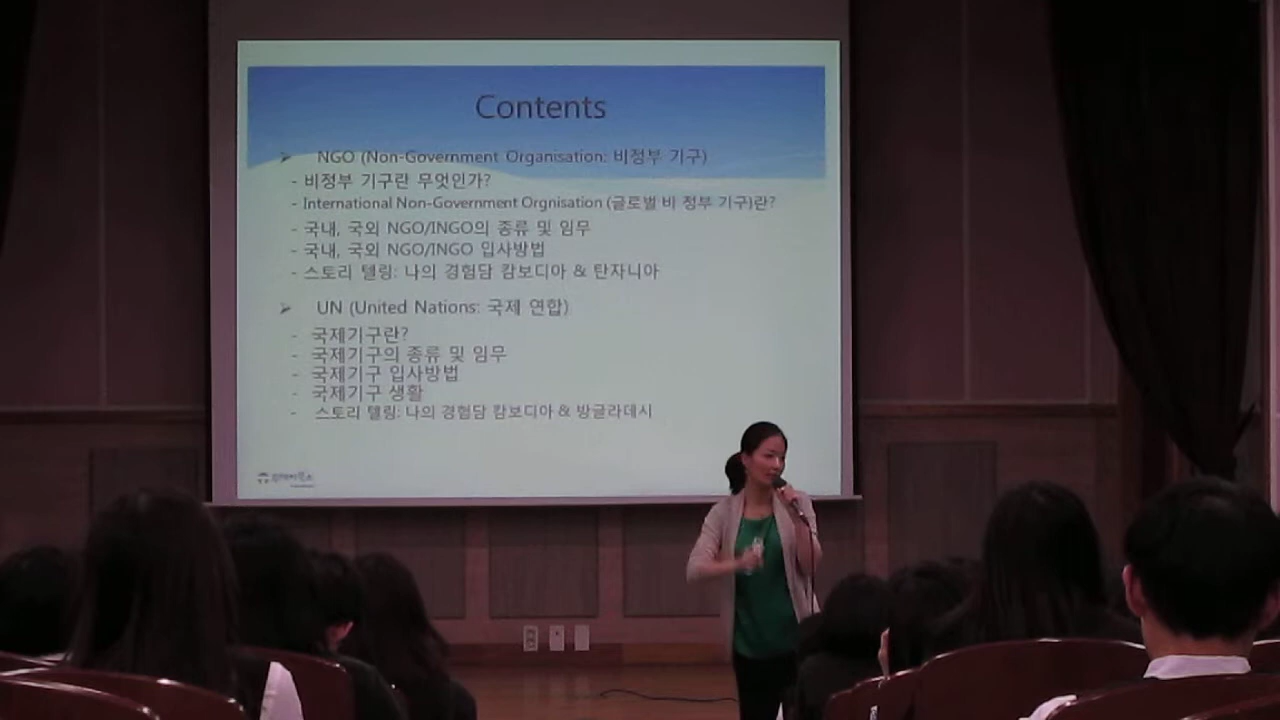 Contents
➢ NGO (Non-Government Organisation: 비정부 기구)
- 비정부 기구란 무엇인가?
- International Non-Government Orgnisation (글로벌 비 정부 기구)란?
- 국내, 국외 NGO/INGO의 종류 및 임무
- 국내, 국외 NGO/INGO 입사방법
- 스토리 텔링: 나의 경험담 캄보디아 & 탄자니아
➢ UN (United Nations: 국제 연합)
- 국제기구란?
- 국제기구의 종류 및 임무
- 국제기구 입사방법
- 국제기구 생활
- 스토리 텔링: 나의 경험담 캄보디아 & 방글라데시